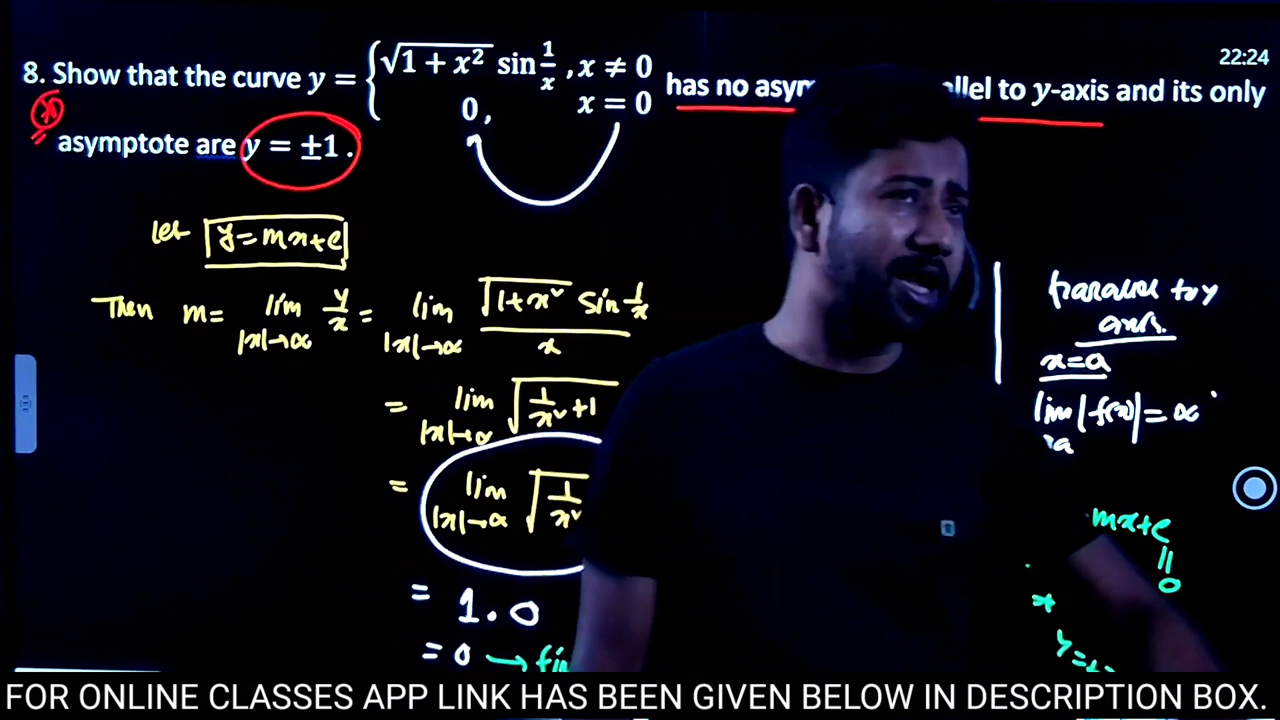 22:24
8. Show that the curve y = {√1 + x² sin 1/x , x ≠ 0 has no asym llel to y-axis and its only
0, x = 0
asymptote are y = ±1 .
let y=mx+c
Then m= lim |x|→∞ y/x = lim |x|→∞ √1+x² sin 1/x / x
= lim |x|→∞ √1/x² +1
= lim |x|→∞ √1/x²
= 1.0
= 0 → fin
parallel to y
axis.
x=a
lim |f(x)| = ∞
a
mx+c
||
0
y=±
FOR ONLINE CLASSES APP LINK HAS BEEN GIVEN BELOW IN DESCRIPTION BOX.